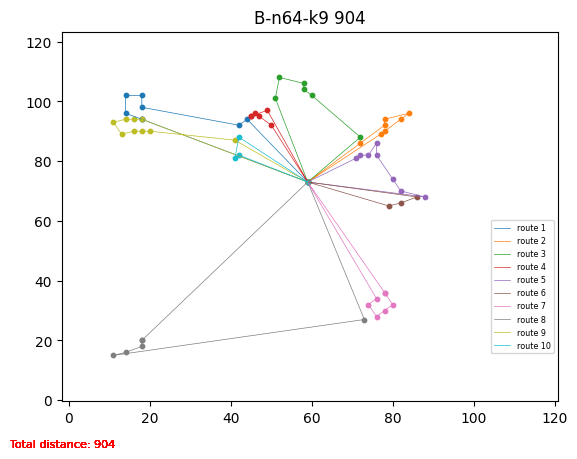 B-n64-k9 904
120
100
80
60
40
20
0
0 20 40 60 80 100 120
route 1
route 2
route 3
route 4
route 5
route 6
route 7
route 8
route 9
route 10
Total distance: 904